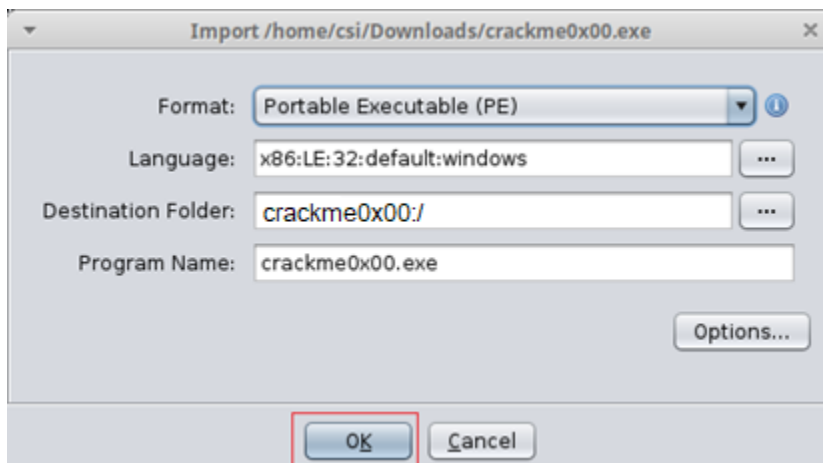 Import /home/csi/Downloads/crackme0x00.exe
Format: Portable Executable (PE)
Language: x86:LE:32:default:windows ...
Destination Folder: crackme0x00:/ ...
Program Name: crackme0x00.exe
Options...
OK Cancel